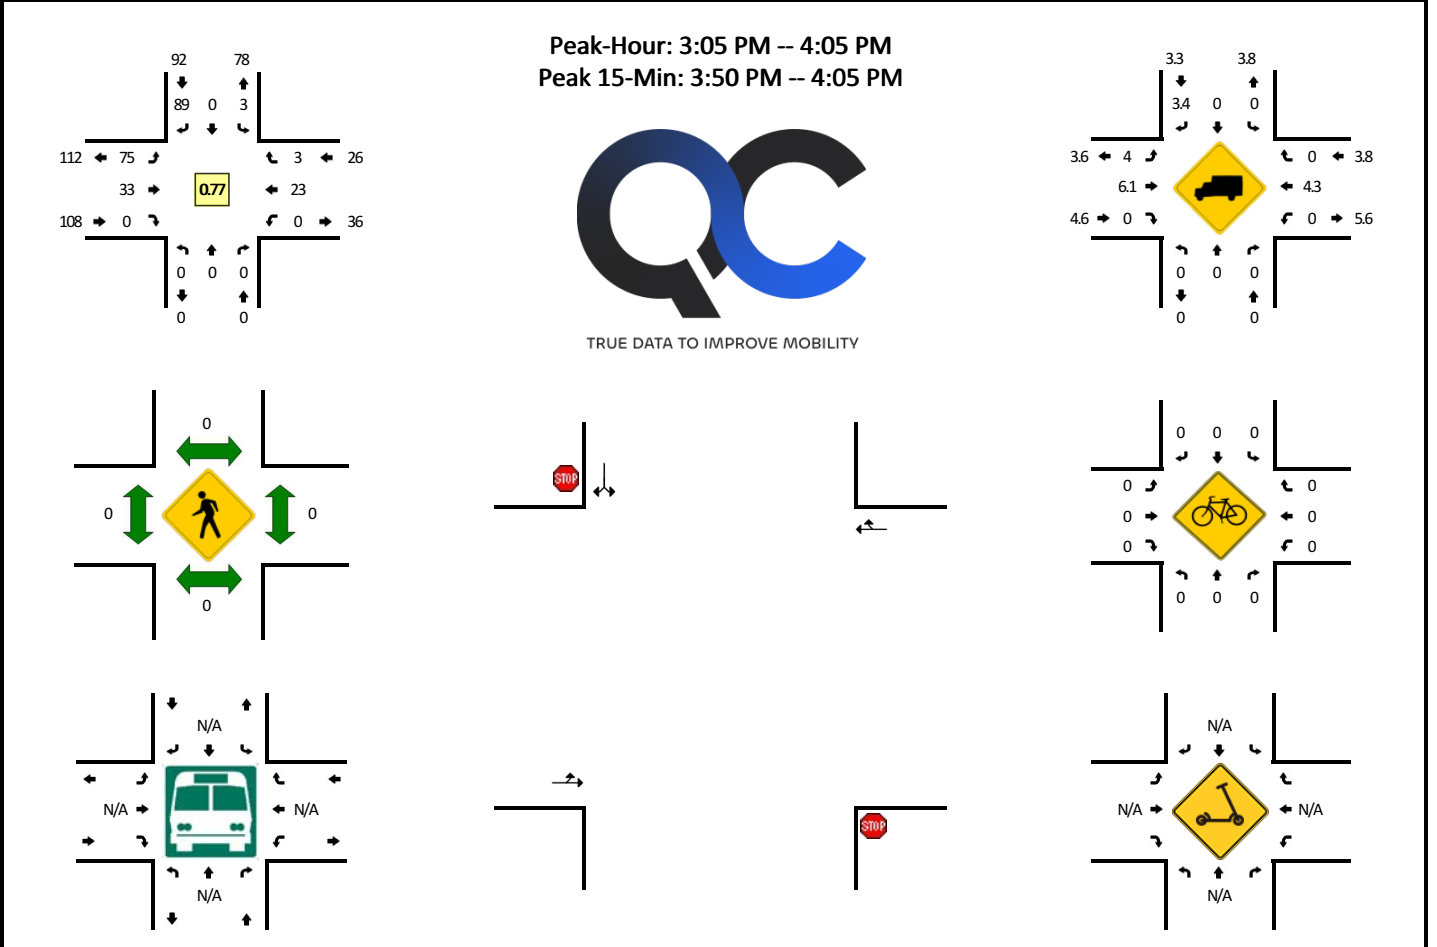 Peak-Hour: 3:05 PM -- 4:05 PM
Peak 15-Min: 3:50 PM -- 4:05 PM
92 78
89 0 3
112 75 3 26
33 0.77 23
108 0 0 36
0 0 0
0 0
QC
TRUE DATA TO IMPROVE MOBILITY
3.3 3.8
3.4 0 0
3.6 4 0 3.8
6.1 4.3
4.6 0 0 5.6
0 0 0
0 0
0
0 0
0
STOP
STOP
0 0 0
0 0
0 0
0 0
0 0 0
N/A
N/A N/A
N/A
N/A
N/A N/A
N/A